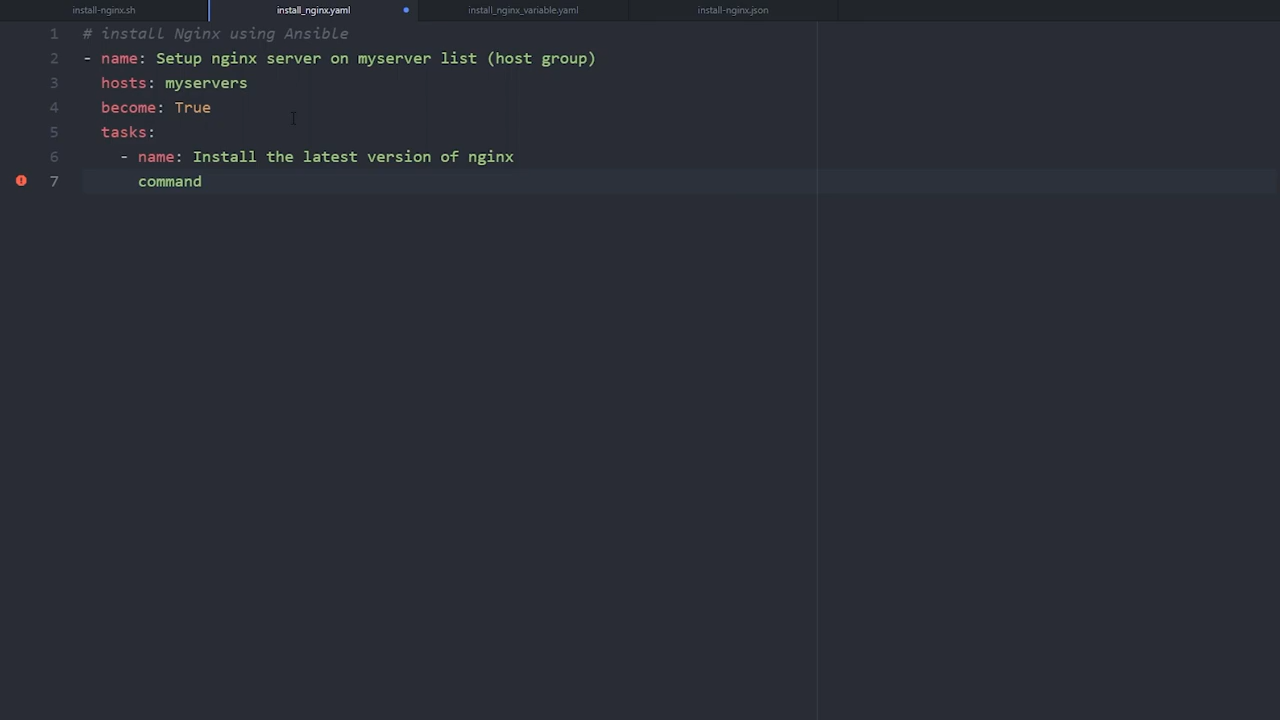 install-nginx.sh install_nginx.yaml install_nginx_variable.yaml install-nginx.json
1 # install Nginx using Ansible
2 - name: Setup nginx server on myserver list (host group)
3 hosts: myservers
4 become: True
5 tasks:
6 - name: Install the latest version of nginx
7 command